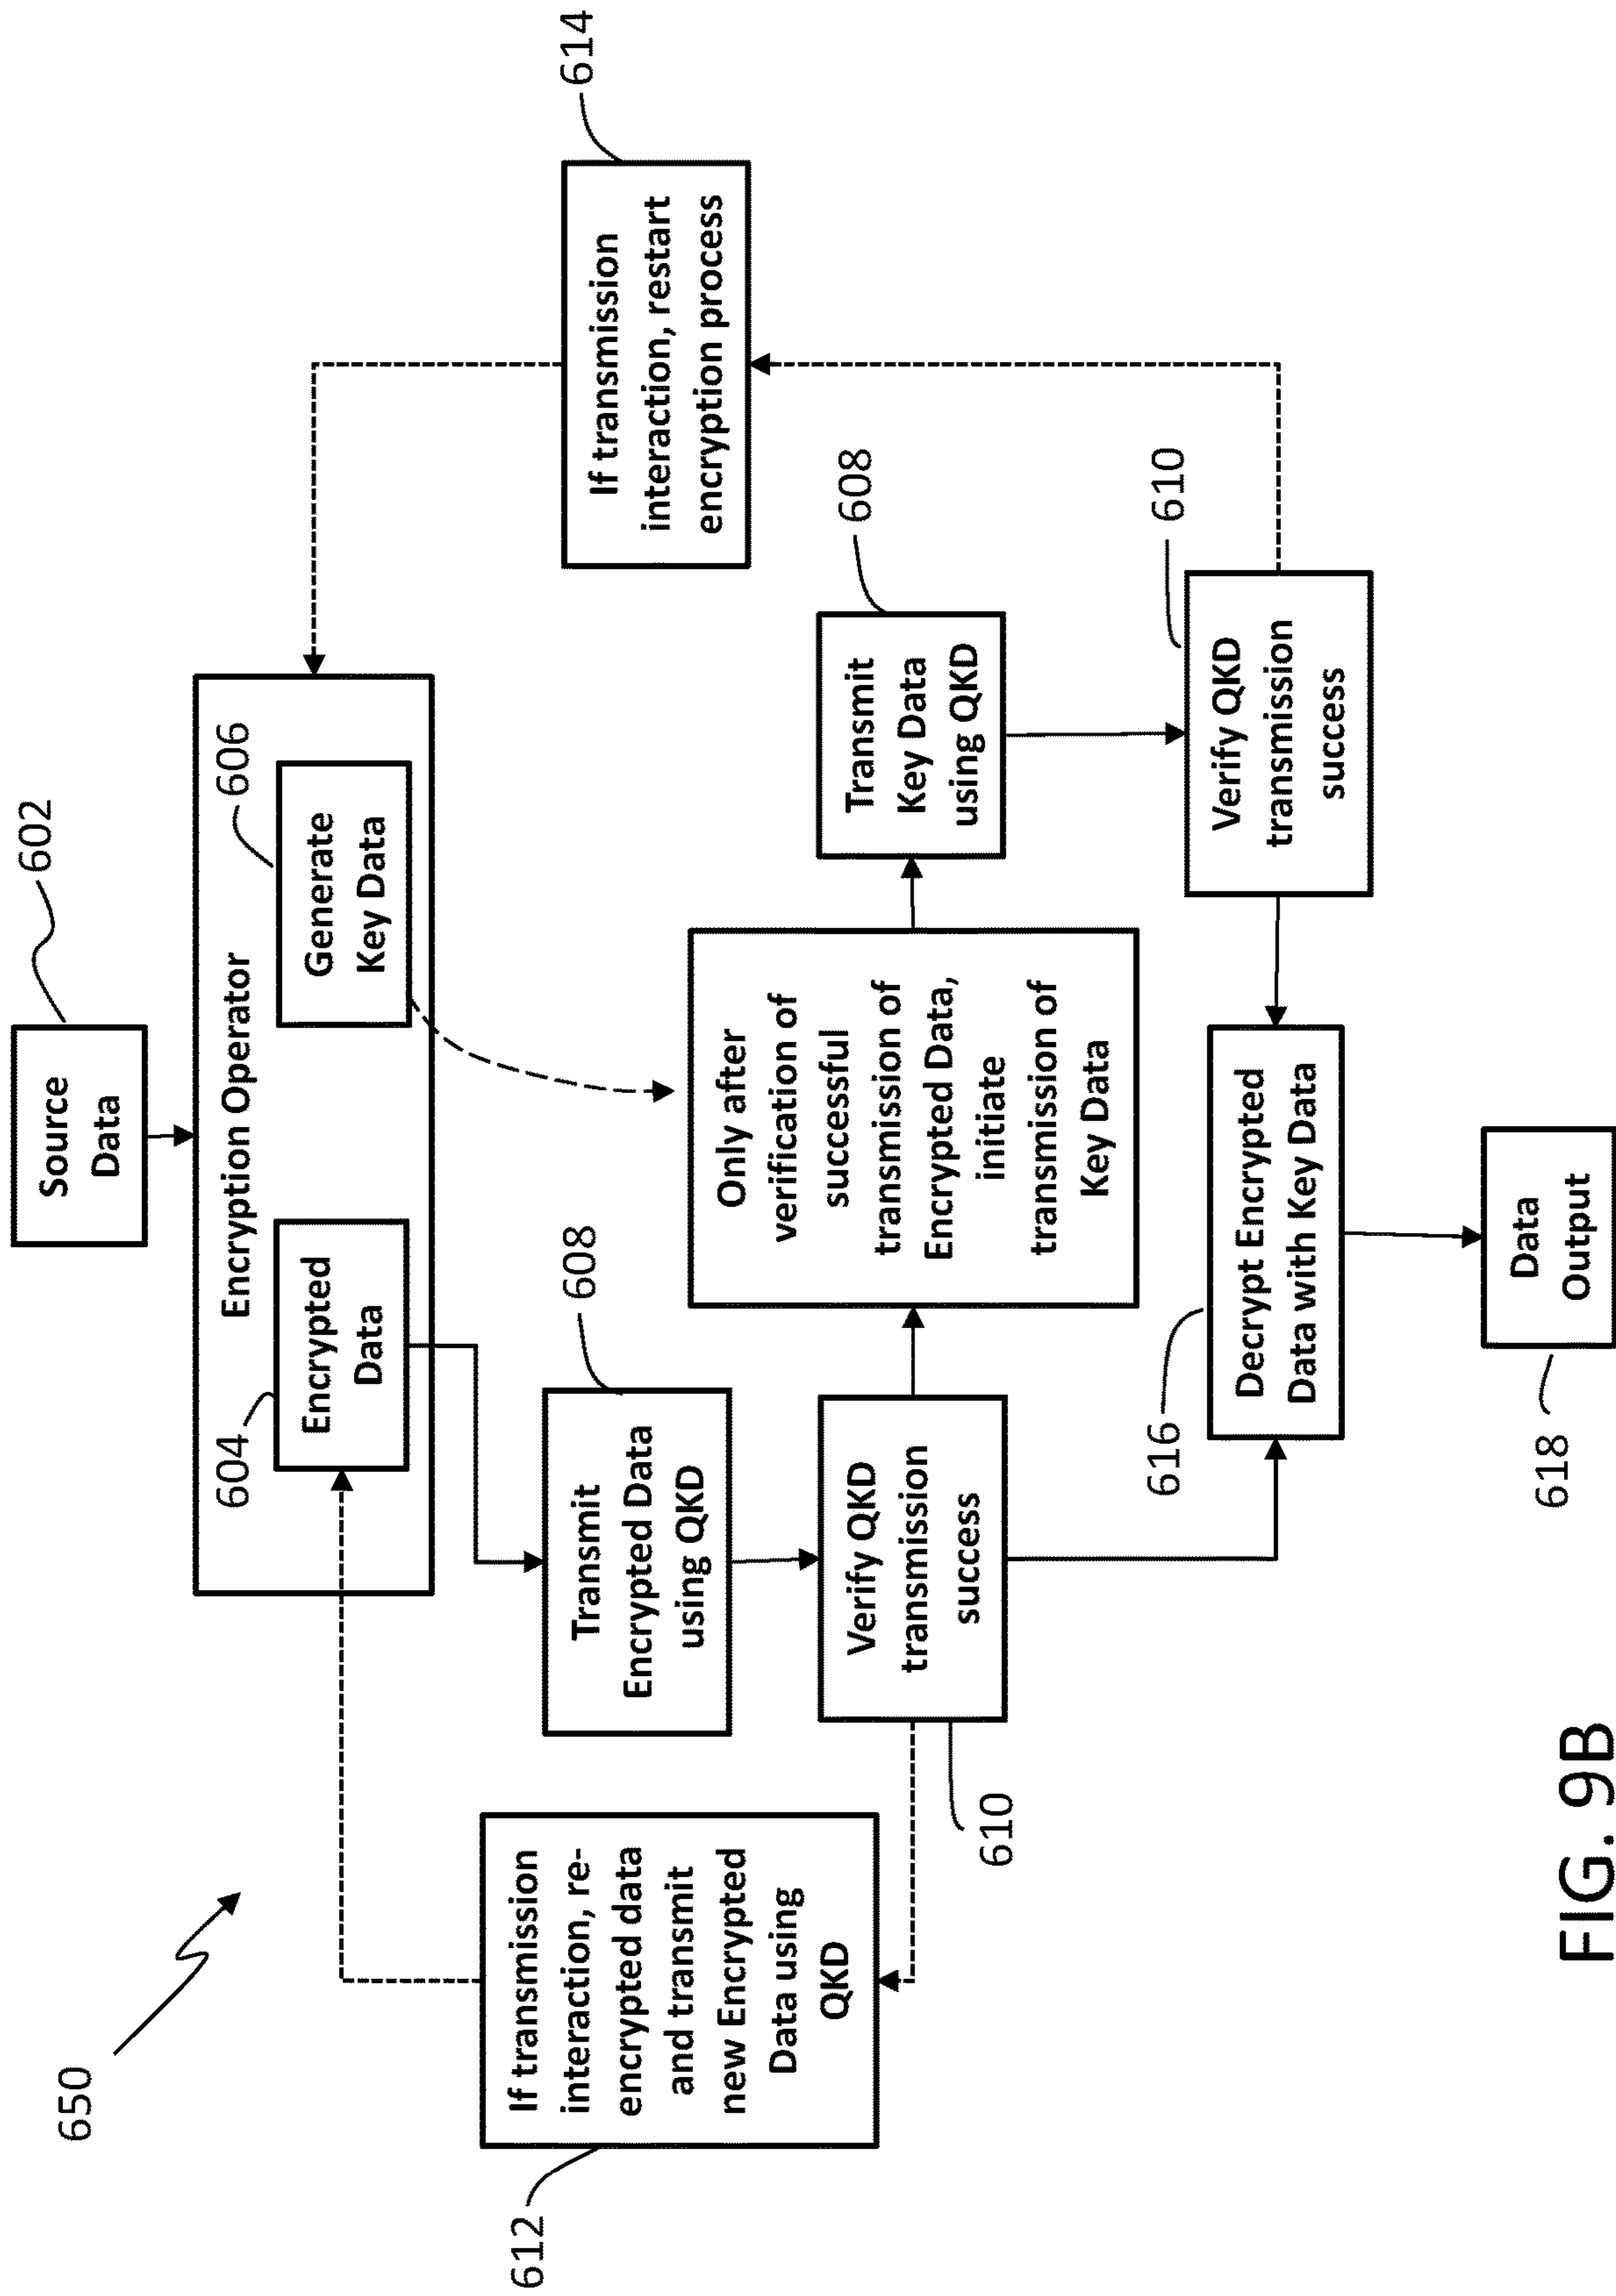 650
Source
Data
602
Encryption Operator
604
Encrypted
Data
606
Generate
Key Data
612
If transmission
interaction, re-
encrypted data
and transmit
new Encrypted
Data using
QKD
Transmit
Encrypted Data
using QKD
608
If transmission
interaction, restart
encryption process
614
Verify QKD
transmission
success
610
Only after
verification of
successful
transmission of
Encrypted Data,
initiate
transmission of
Key Data
Transmit
Key Data
using QKD
608
Verify QKD
transmission
success
610
616
Decrypt Encrypted
Data with Key Data
618
Data
Output
FIG. 9B